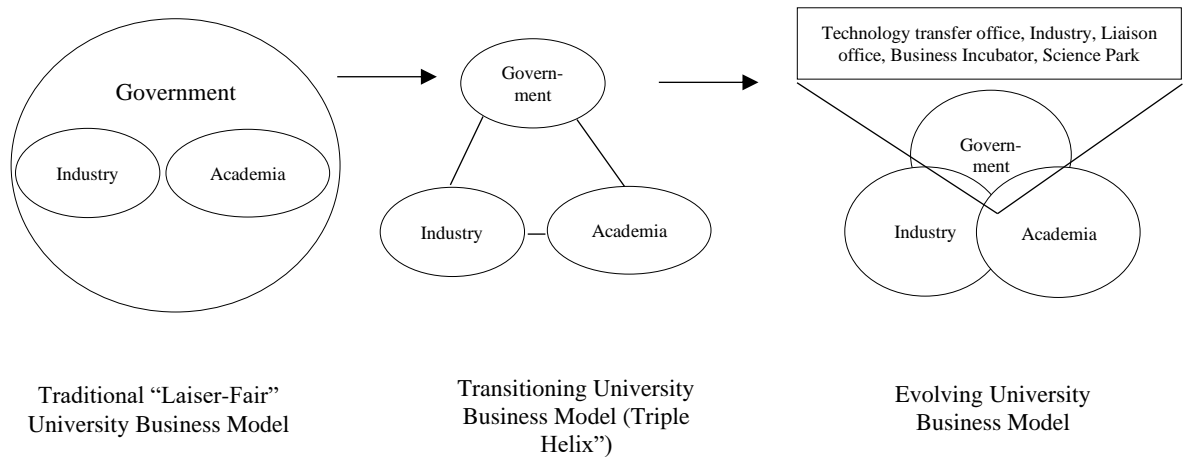 Government
Industry
Academia
Govern-
ment
Industry
Academia
Technology transfer office, Industry, Liaison
office, Business Incubator, Science Park
Govern-
ment
Industry
Academia
Traditional “Laiser-Fair”
University Business Model
Transitioning University
Business Model (Triple
Helix”)
Evolving University
Business Model